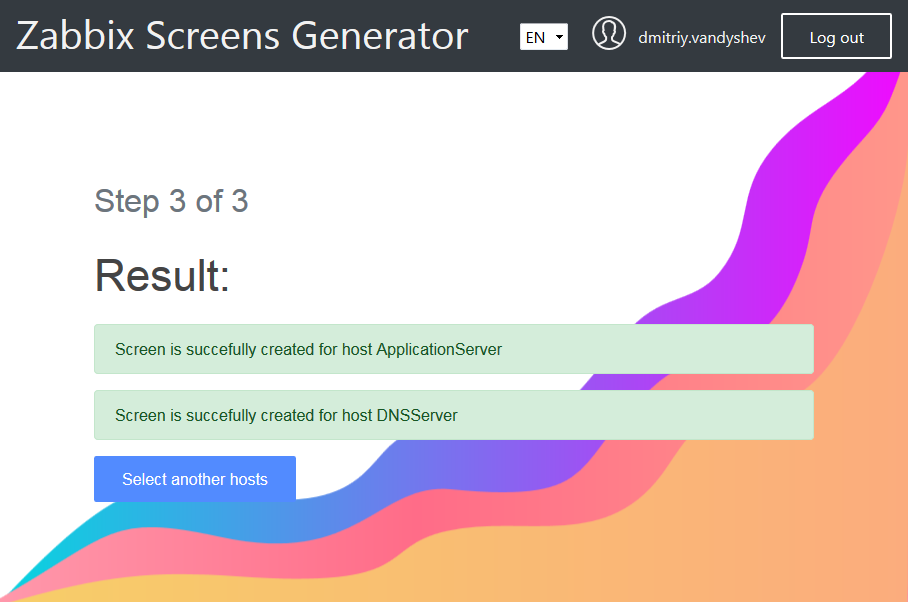 Zabbix Screens Generator
EN
dmitriy.vandyshev
Log out
Step 3 of 3
Result:
Screen is succefully created for host ApplicationServer
Screen is succefully created for host DNSServer
Select another hosts